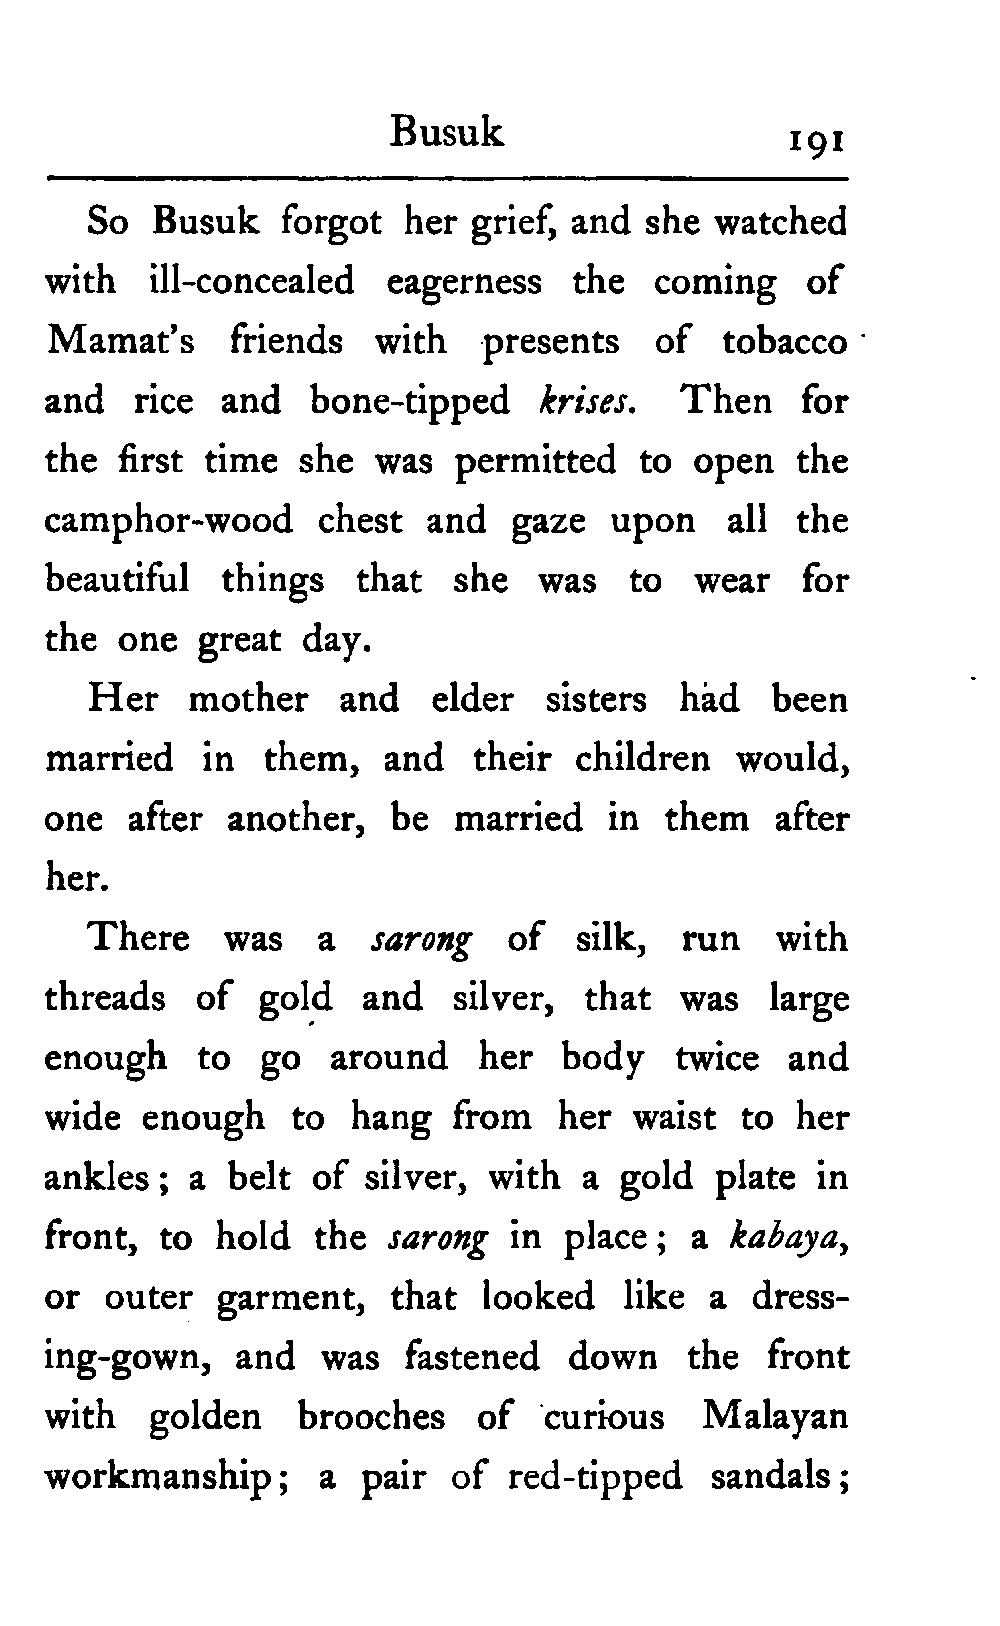 Busuk 191
So Busuk forgot her grief, and she watched
with ill-concealed eagerness the coming of
Mamat's friends with presents of tobacco
and rice and bone-tipped krises. Then for
the first time she was permitted to open the
camphor-wood chest and gaze upon all the
beautiful things that she was to wear for
the one great day.
Her mother and elder sisters had been
married in them, and their children would,
one after another, be married in them after
her.
There was a sarong of silk, run with
threads of gold and silver, that was large
enough to go around her body twice and
wide enough to hang from her waist to her
ankles; a belt of silver, with a gold plate in
front, to hold the sarong in place; a kabaya,
or outer garment, that looked like a dress-
ing-gown, and was fastened down the front
with golden brooches of curious Malayan
workmanship; a pair of red-tipped sandals;